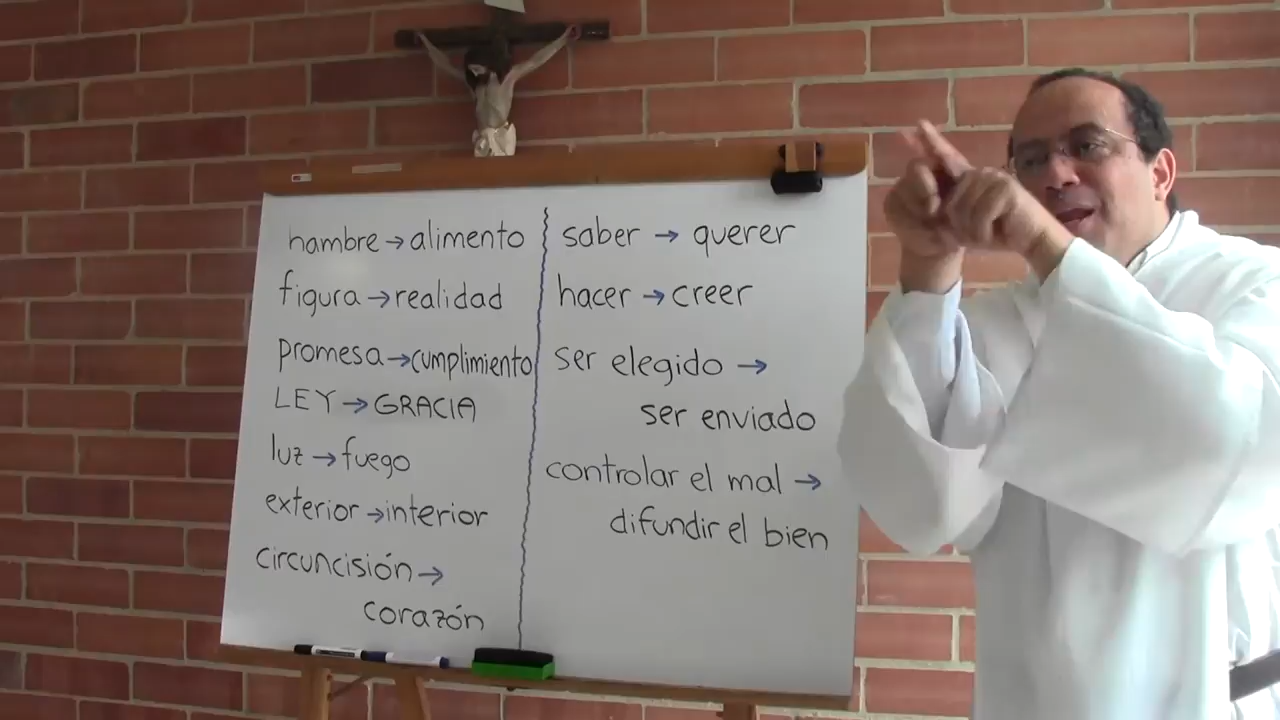 hambre → alimento
figura → realidad
promesa → cumplimiento
LEY → GRACIA
luz → fuego
exterior → interior
circuncisión →
corazón
saber → querer
hacer → creer
ser elegido →
ser enviado
controlar el mal →
difundir el bien